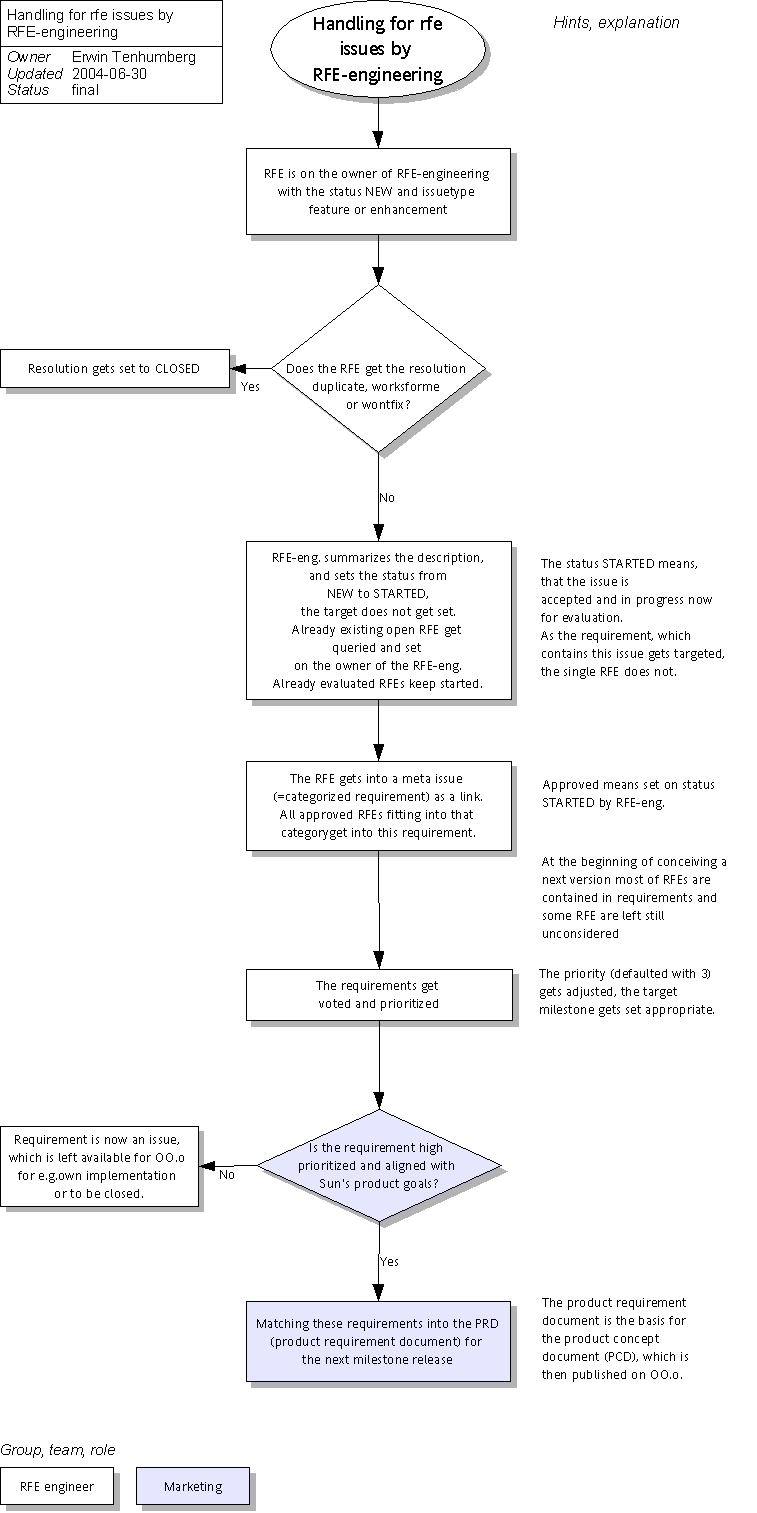 Handling for rfe issues by
RFE-engineering
Owner Erwin Tenhumberg
Updated 2004-06-30
Status final
Handling for rfe
issues by
RFE-engineering
Hints, explanation
RFE is on the owner of RFE-engineering
with the status NEW and issuetype
feature or enhancement
Does the RFE get the resolution
duplicate, worksforme
or wontfix?
Yes
Resolution gets set to CLOSED
No
RFE-eng. summarizes the description,
and sets the status from
NEW to STARTED,
the target does not get set.
Already existing open RFE get
queried and set
on the owner of the RFE-eng.
Already evaluated RFEs keep started.
The status STARTED means,
that the issue is
accepted and in progress now
for evaluation.
As the requirement, which
contains this issue gets targeted,
the single RFE does not.
The RFE gets into a meta issue
(=categorized requirement) as a link.
All approved RFEs fitting into that
categoryget into this requirement.
Approved means set on status
STARTED by RFE-eng.
At the beginning of conceiving a
next version most of RFEs are
contained in requirements and
some RFE are left still
unconsidered
The requirements get
voted and prioritized
The priority (defaulted with 3)
gets adjusted, the target
milestone gets set appropriate.
Is the requirement high
prioritized and aligned with
Sun's product goals?
No
Requirement is now an issue,
which is left available for OO.o
for e.g.own implementation
or to be closed.
Yes
Matching these requirements into the PRD
(product requirement document) for
the next milestone release
The product requirement
document is the basis for
the product concept
document (PCD), which is
then published on OO.o.
Group, team, role
RFE engineer
Marketing